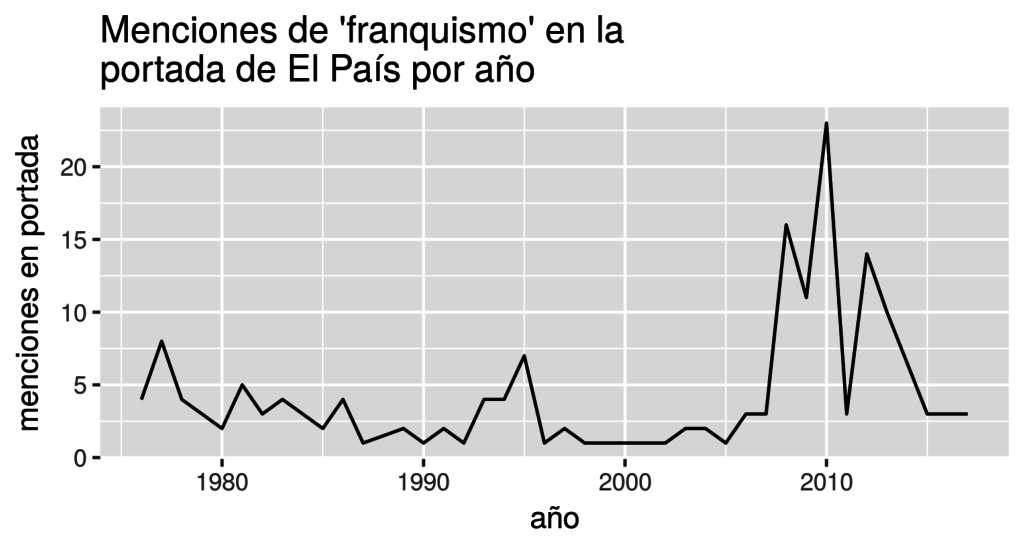 Menciones de 'franquismo' en la
portada de El País por año
menciones en portada
20
15
10
5
0
1980 1990 2000 2010
año